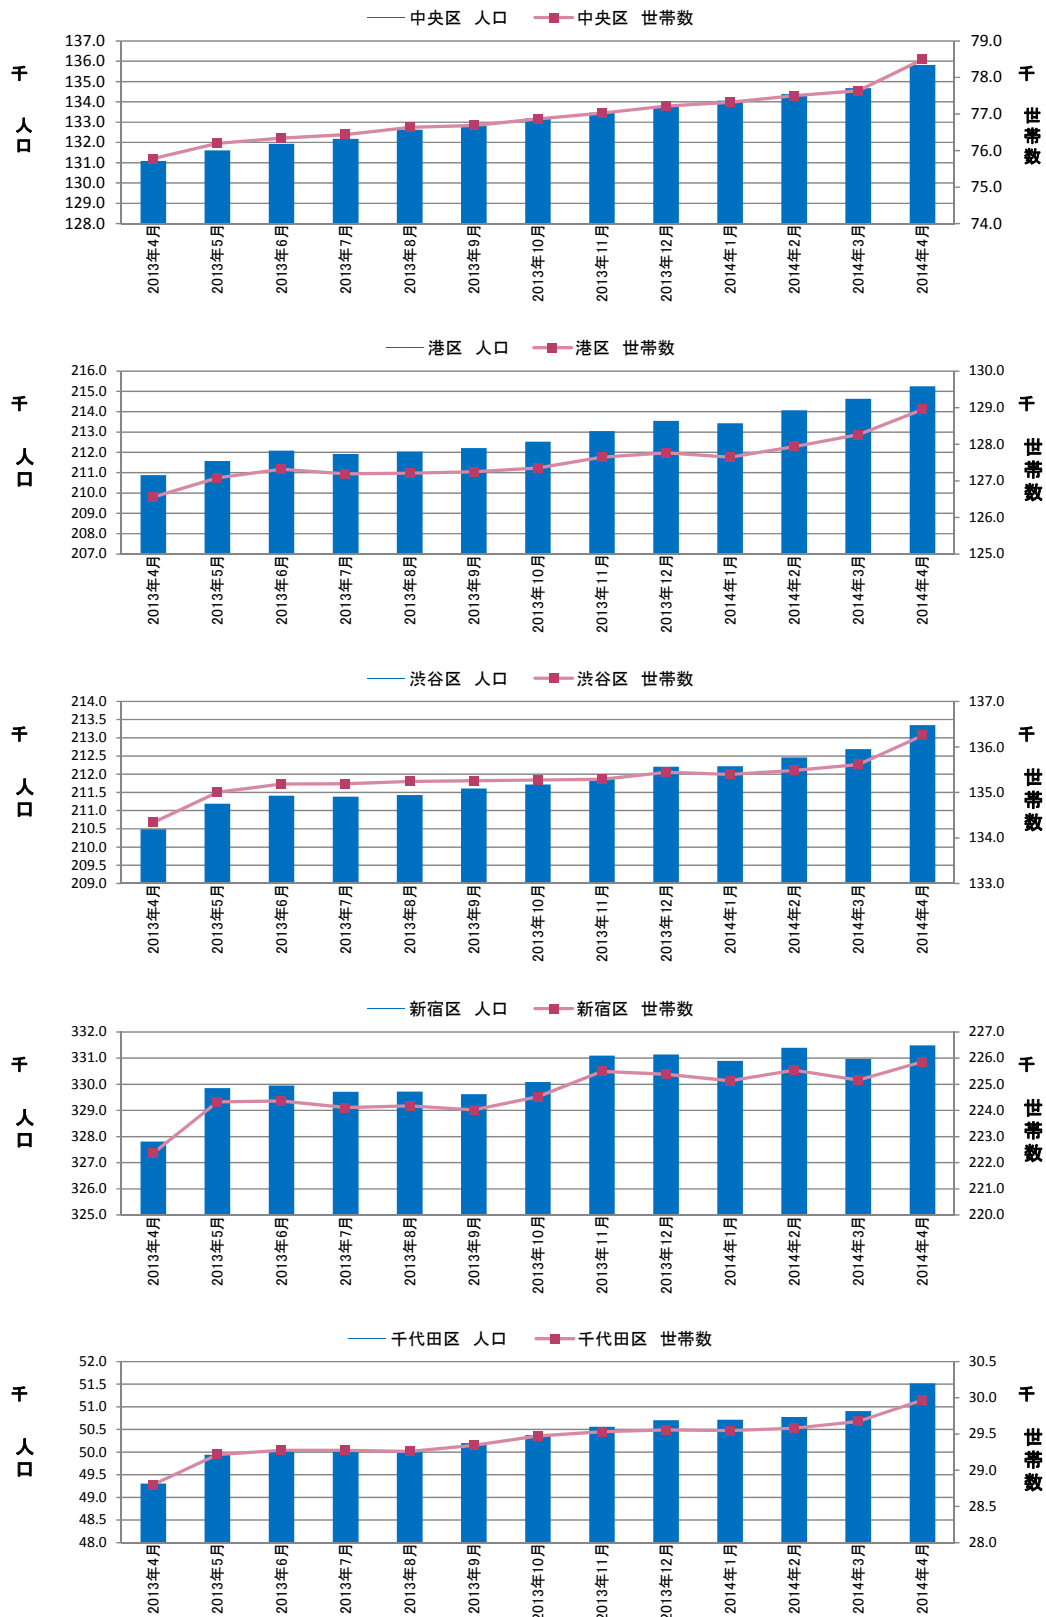 中央区　人口　中央区　世帯数
千
人口
137.0
136.0
135.0
134.0
133.0
132.0
131.0
130.0
129.0
128.0
79.0
78.0
77.0
76.0
75.0
74.0
千
世帯数
2013年4月
2013年5月
2013年6月
2013年7月
2013年8月
2013年9月
2013年10月
2013年11月
2013年12月
2014年1月
2014年2月
2014年3月
2014年4月
港区　人口　港区　世帯数
千
人口
216.0
215.0
214.0
213.0
212.0
211.0
210.0
209.0
208.0
207.0
130.0
129.0
128.0
127.0
126.0
125.0
千
世帯数
2013年4月
2013年5月
2013年6月
2013年7月
2013年8月
2013年9月
2013年10月
2013年11月
2013年12月
2014年1月
2014年2月
2014年3月
2014年4月
渋谷区　人口　渋谷区　世帯数
千
人口
214.0
213.5
213.0
212.5
212.0
211.5
211.0
210.5
210.0
209.5
209.0
137.0
136.0
135.0
134.0
133.0
千
世帯数
2013年4月
2013年5月
2013年6月
2013年7月
2013年8月
2013年9月
2013年10月
2013年11月
2013年12月
2014年1月
2014年2月
2014年3月
2014年4月
新宿区　人口　新宿区　世帯数
千
人口
332.0
331.0
330.0
329.0
328.0
327.0
326.0
325.0
227.0
226.0
225.0
224.0
223.0
222.0
221.0
220.0
千
世帯数
2013年4月
2013年5月
2013年6月
2013年7月
2013年8月
2013年9月
2013年10月
2013年11月
2013年12月
2014年1月
2014年2月
2014年3月
2014年4月
千代田区　人口　千代田区　世帯数
千
人口
52.0
51.5
51.0
50.5
50.0
49.5
49.0
48.5
48.0
30.5
30.0
29.5
29.0
28.5
28.0
千
世帯数
2013年4月
2013年5月
2013年6月
2013年7月
2013年8月
2013年9月
2013年10月
2013年11月
2013年12月
2014年1月
2014年2月
2014年3月
2014年4月